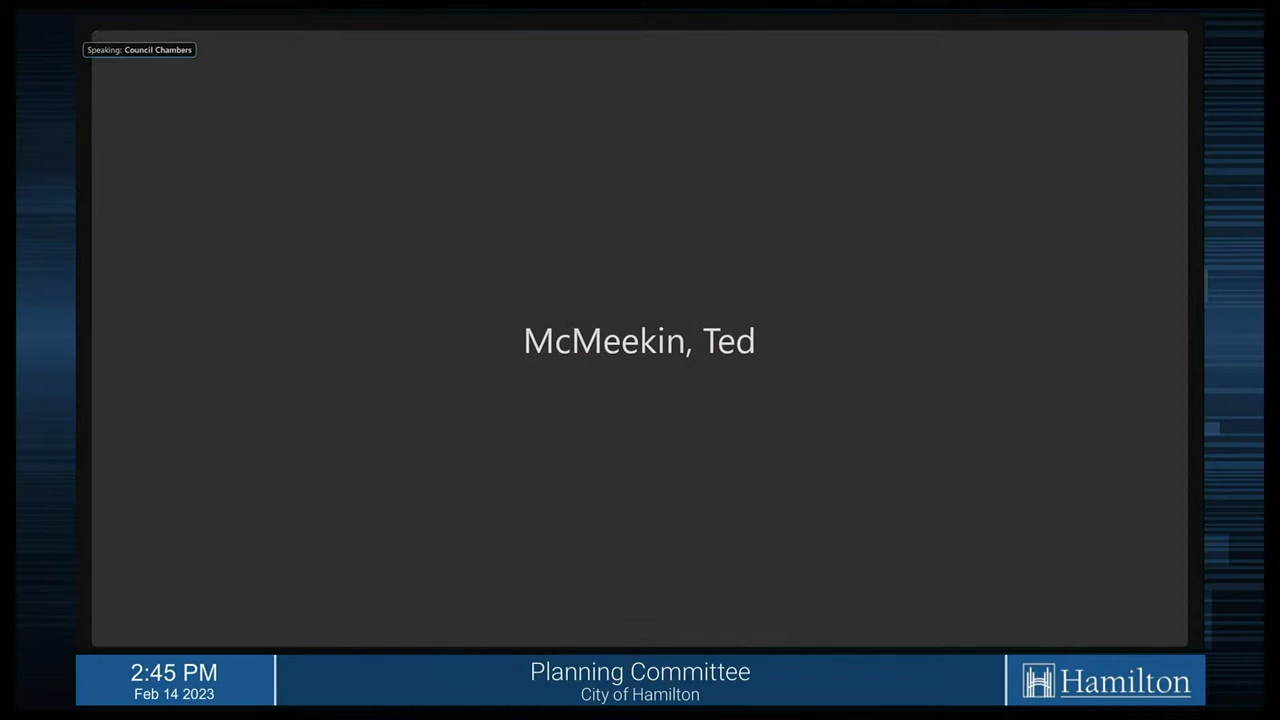 Speaking: Council Chambers
McMeekin, Ted
2:45 PM
Feb 14 2023
Planning Committee
City of Hamilton
Hamilton